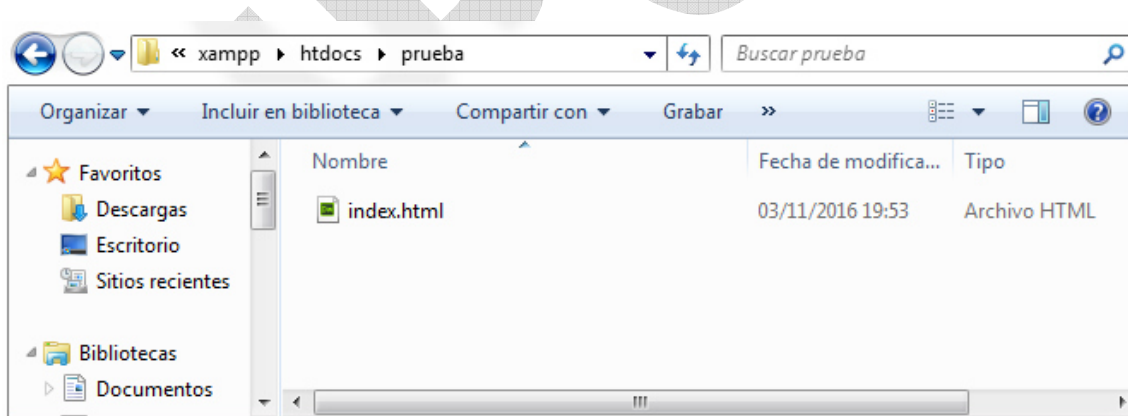 « xampp htdocs prueba Buscar prueba
Organizar Incluir en biblioteca Compartir con Grabar »
Nombre Fecha de modifica... Tipo
Favoritos
index.html 03/11/2016 19:53 Archivo HTML
Descargas
Escritorio
Sitios recientes
Bibliotecas
Documentos